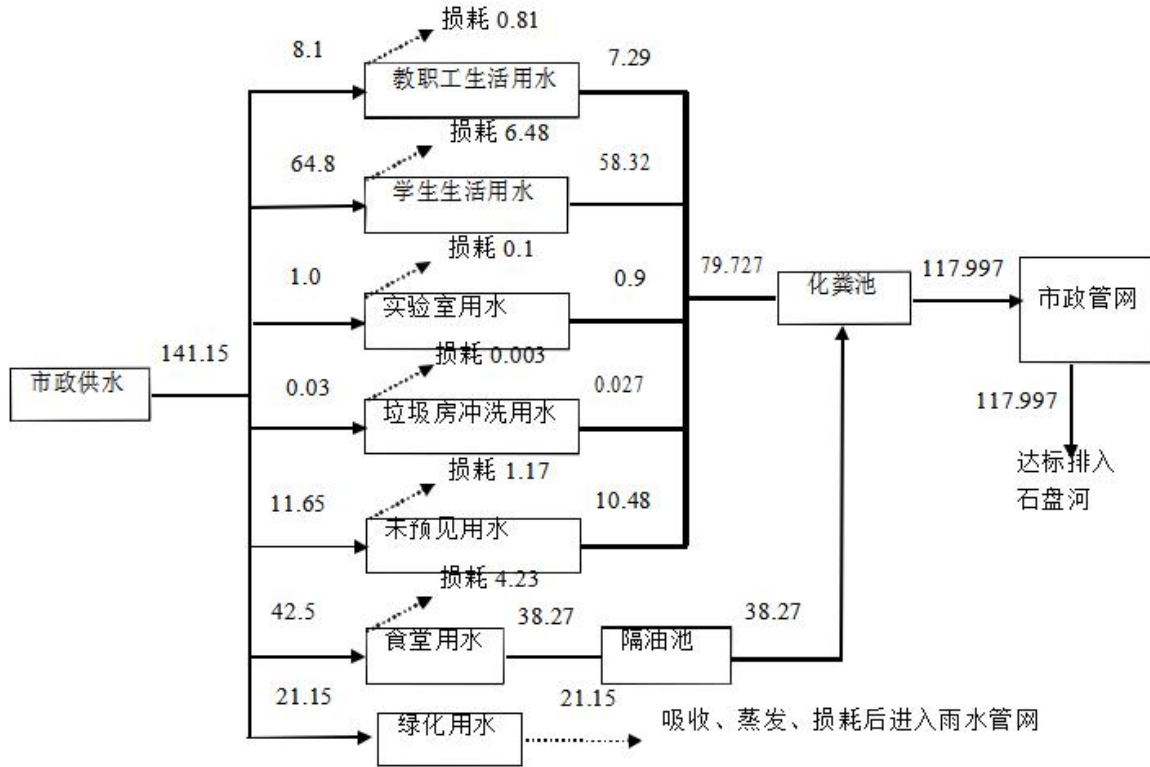 损耗 0.81
8.1
教职工生活用水
7.29
损耗 6.48
64.8
学生生活用水
58.32
损耗 0.1
1.0
实验室用水
0.9
79.727
化粪池
117.997
市政管网
市政供水
141.15
损耗 0.003
0.03
垃圾房冲洗用水
0.027
117.997
达标排入
石盘河
损耗 1.17
11.65
未预见用水
10.48
损耗 4.23
42.5
食堂用水
38.27
隔油池
38.27
21.15
绿化用水
21.15
吸收、蒸发、损耗后进入雨水管网